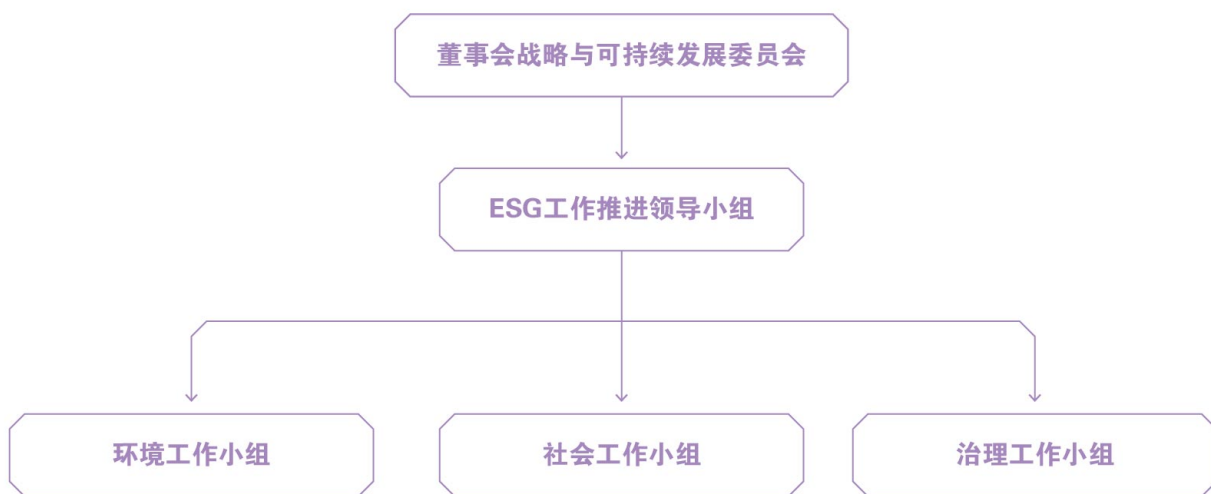 董事会战略与可持续发展委员会
ESG工作推进领导小组
环境工作小组
社会工作小组
治理工作小组